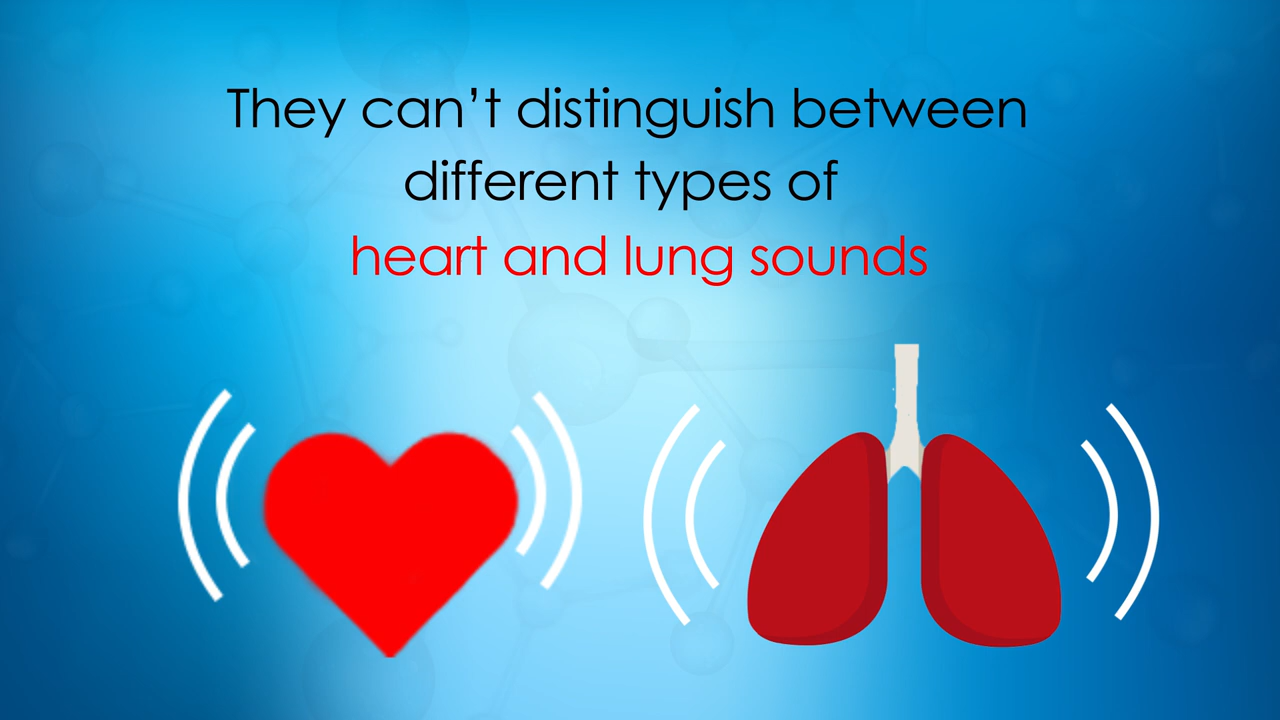 They can’t distinguish between
different types of
heart and lung sounds